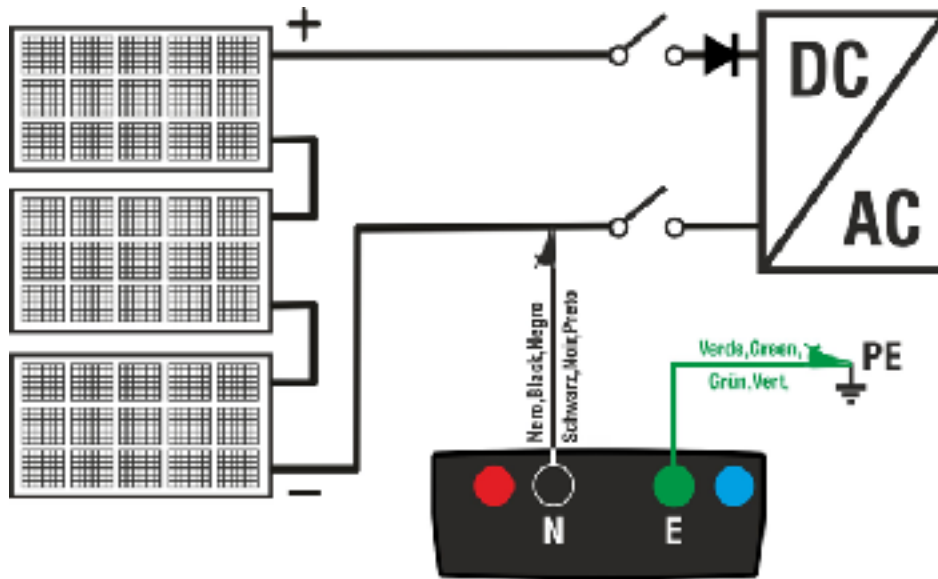 +
DC
AC
Nero,Black,Negro
Schwarz,Noir,Preto
Verde,Green,
Grün,Vert,
PE
−
N
E